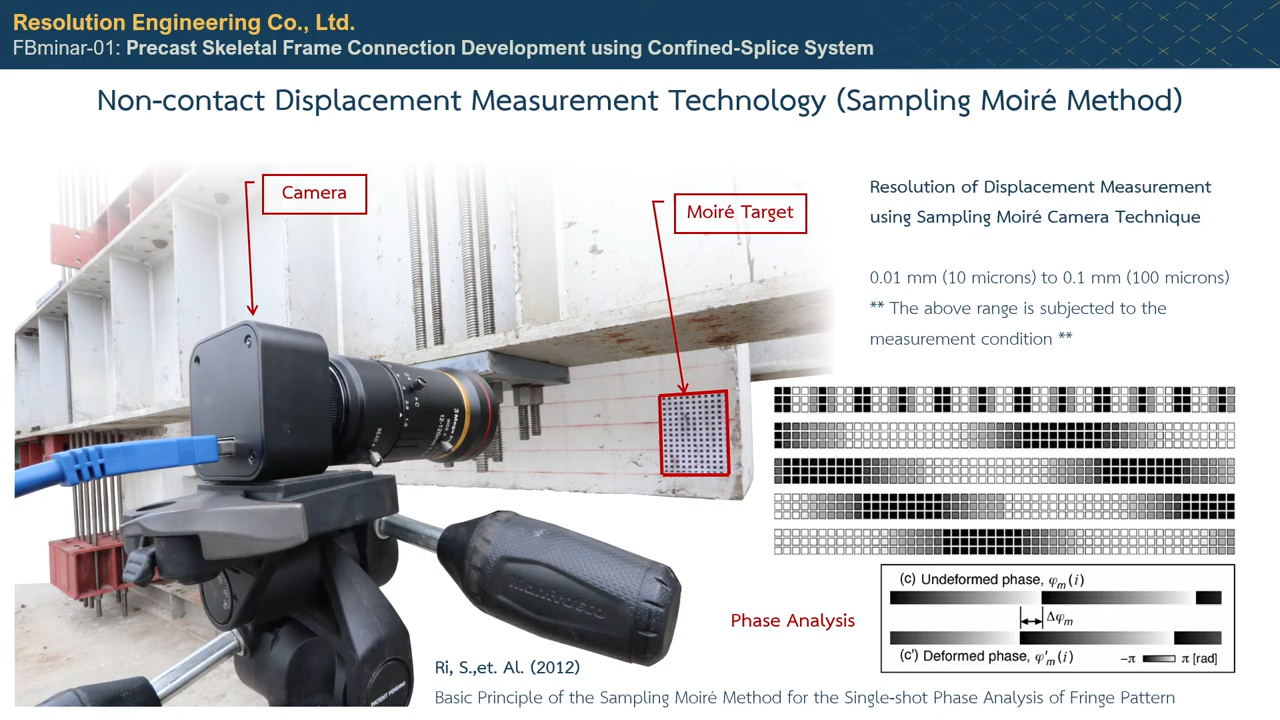 Resolution Engineering Co., Ltd.
FBminar-01: Precast Skeletal Frame Connection Development using Confined-Splice System
Non-contact Displacement Measurement Technology (Sampling Moiré Method)
Camera
Moiré Target
Resolution of Displacement Measurement
using Sampling Moiré Camera Technique
0.01 mm (10 microns) to 0.1 mm (100 microns)
** The above range is subjected to the
measurement condition **
Phase Analysis
(c) Undeformed phase, φm(i)
Δφm
(c') Deformed phase, φ'm(i)
−π π [rad]
Ri, S.,et. Al. (2012)
Basic Principle of the Sampling Moiré Method for the Single-shot Phase Analysis of Fringe Pattern
Manfrotto
PATENT PENDING